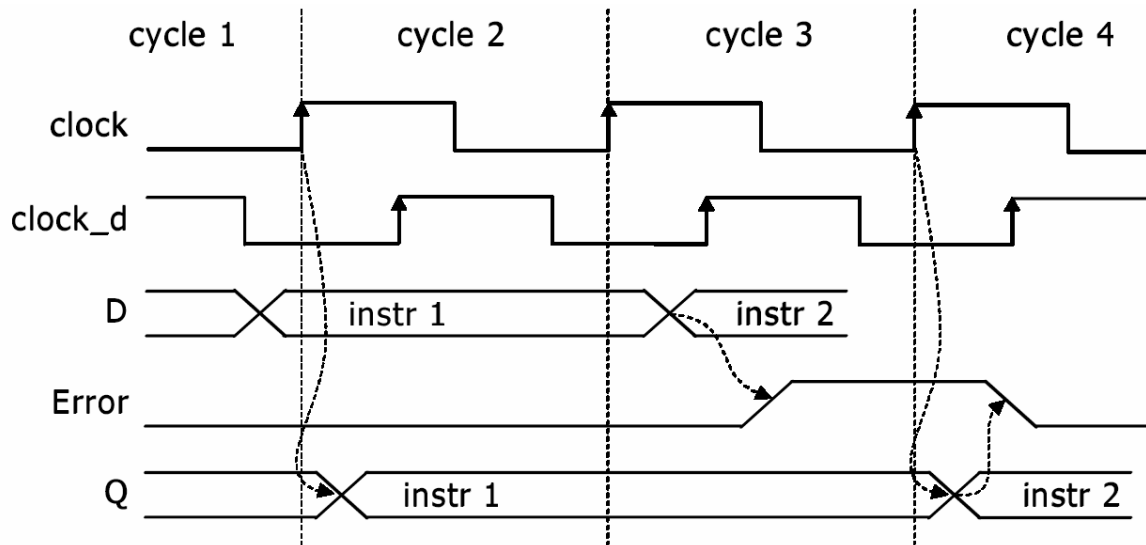 cycle 1 cycle 2 cycle 3 cycle 4
clock
clock_d
D instr 1 instr 2
Error
Q instr 1 instr 2